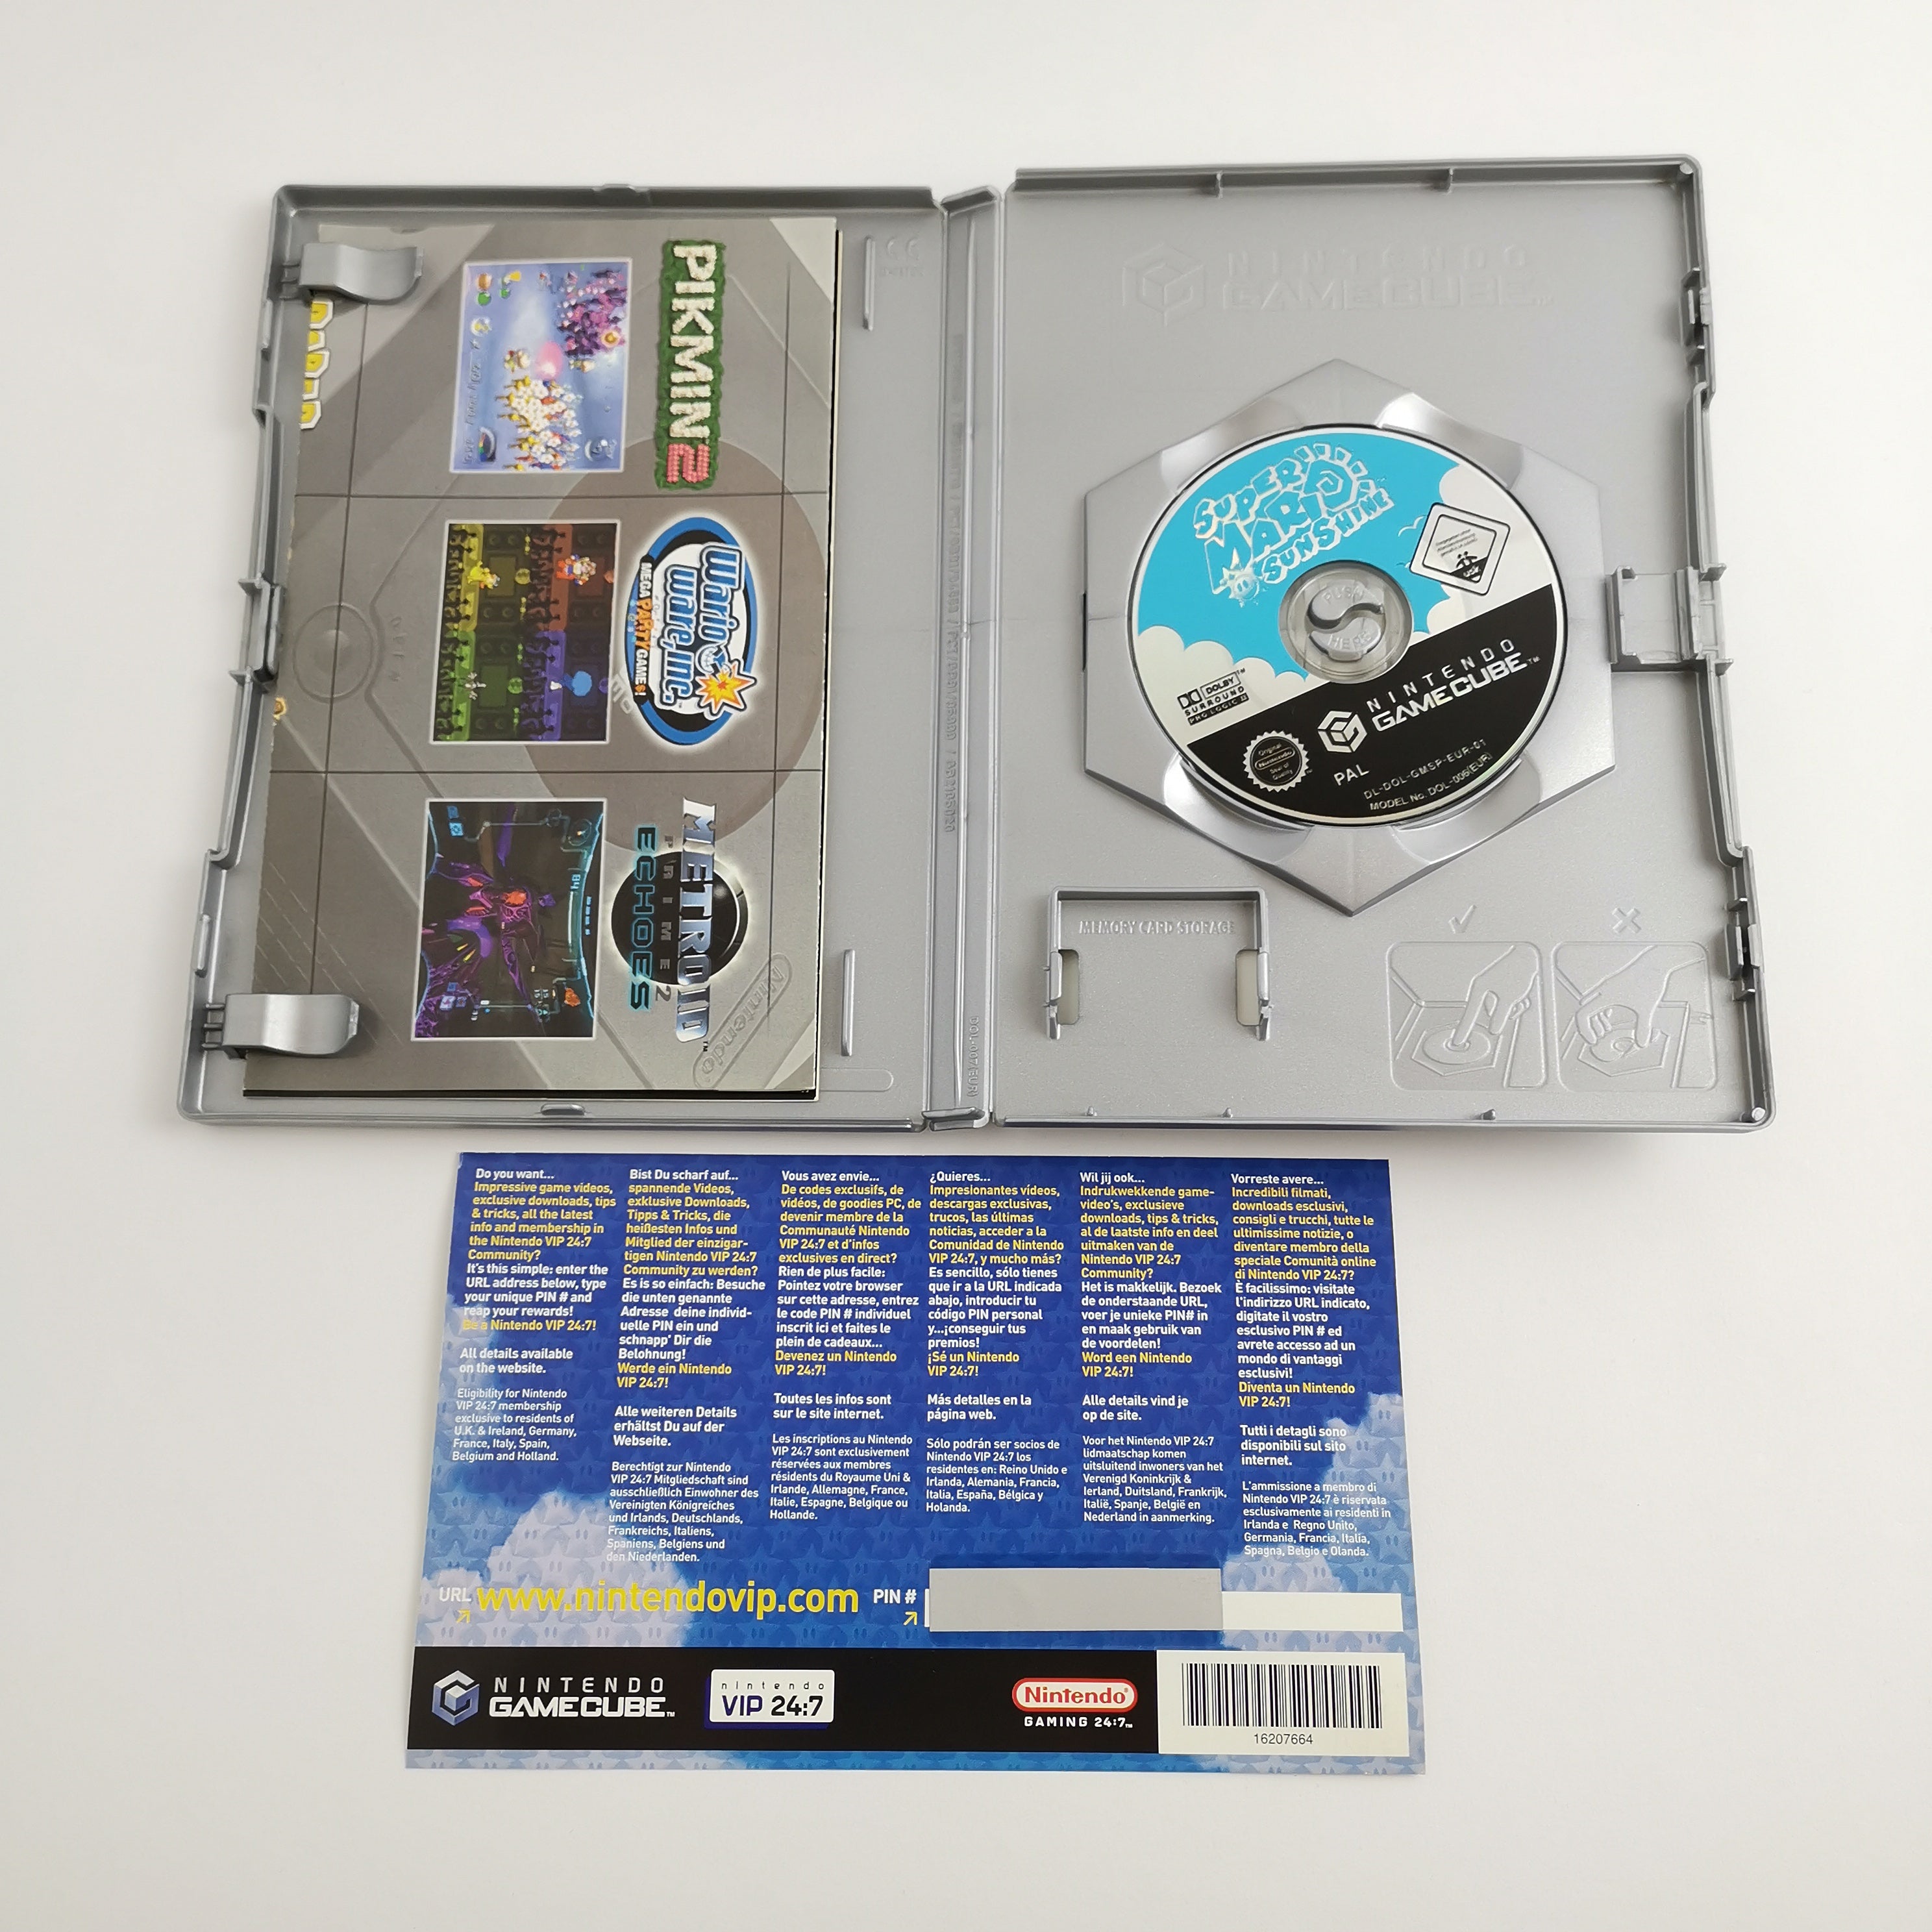 PIKMIN 2
Wario
Ware, Inc.
MEGA PARTY GAME$!
METROID
PRIME 2
ECHOES
Nintendo
NINTENDO
GAMECUBE
SUPER
MARIO
SUNSHINE
usk
PUSH
HERE
DOLBY
SURROUND
PRO LOGIC II
Original
Nintendo
Seal of
Quality
NINTENDO
GAMECUBE™
PAL
DL-DOL-GMSP-EUR-01
MODEL No. DOL-006(EUR)
MEMORY CARD STORAGE
DOL-007(EUR)
Do you want...
Impressive game videos,
exclusive downloads, tips
& tricks, all the latest
info and membership in
the Nintendo VIP 24:7
Community?
It's this simple: enter the
URL address below, type
your unique PIN # and
reap your rewards!
Be a Nintendo VIP 24:7!
All details available
on the website.
Eligibility for Nintendo
VIP 24:7 membership
exclusive to residents of
U.K. & Ireland, Germany,
France, Italy, Spain,
Belgium and Holland.
Bist Du scharf auf...
spannende Videos,
exklusive Downloads,
Tipps & Tricks, die
heißesten Infos und
Mitglied der einzigar-
tigen Nintendo VIP 24:7
Community zu werden?
Es is so einfach: Besuche
die unten genannte
Adresse deine individ-
uelle PIN ein und
schnapp' Dir die
Belohnung!
Werde ein Nintendo
VIP 24:7!
Alle weiteren Details
erhältst Du auf der
Webseite.
Berechtigt zur Nintendo
VIP 24:7 Mitgliedschaft sind
ausschließlich Einwohner des
Vereinigten Königreiches
und Irlands, Deutschlands,
Frankreichs, Italiens,
Spaniens, Belgiens und
den Niederlanden.
Vous avez envie...
De codes exclusifs, de
vidéos, de goodies PC, de
devenir membre de la
Communauté Nintendo
VIP 24:7 et d'infos
exclusives en direct?
Rien de plus facile:
Pointez votre browser
sur cette adresse, entrez
le code PIN # individuel
inscrit ici et faites le
plein de cadeaux...
Devenez un Nintendo
VIP 24:7!
Toutes les infos sont
sur le site internet.
Les inscriptions au Nintendo
VIP 24:7 sont exclusivement
réservées aux membres
résidents du Royaume Uni &
Irlande, Allemagne, France,
Italie, Espagne, Belgique ou
Hollande.
¿Quieres...
Impresionantes vídeos,
descargas exclusivas,
trucos, las últimas
noticias, acceder a la
Comunidad de Nintendo
VIP 24:7, y mucho más?
Es sencillo, sólo tienes
que ir a la URL indicada
abajo, introducir tu
código PIN personal
y...¡conseguir tus
premios!
¡Sé un Nintendo
VIP 24:7!
Más detalles en la
página web.
Sólo podrán ser socios de
Nintendo VIP 24:7 los
residentes en: Reino Unido e
Irlanda, Alemania, Francia,
Italia, España, Bélgica y
Holanda.
Wil jij ook...
Indrukwekkende game-
video's, exclusieve
downloads, tips & tricks,
al de laatste info en deel
uitmaken van de
Nintendo VIP 24:7
Community?
Het is makkelijk. Bezoek
de onderstaande URL,
voer je unieke PIN# in
en maak gebruik van
de voordelen!
Word een Nintendo
VIP 24:7!
Alle details vind je
op de site.
Voor het Nintendo VIP 24:7
lidmaatschap komen
uitsluitend inwoners van het
Verenigd Koninkrijk &
Ierland, Duitsland, Frankrijk,
Italië, Spanje, België en
Nederland in aanmerking.
Vorreste avere...
Incredibili filmati,
downloads esclusivi,
consigli e trucchi, tutte le
ultimissime notizie, o
diventare membro della
speciale Comunità online
di Nintendo VIP 24:7?
È facilissimo: visitate
l'indirizzo URL indicato,
digitate il vostro
esclusivo PIN # ed
avrete accesso ad un
mondo di vantaggi
esclusivi!
Diventa un Nintendo
VIP 24:7!
Tutti i detagli sono
disponibili sul sito
internet.
L'ammissione a membro di
Nintendo VIP 24:7 è riservata
esclusivamente ai residenti in
Irlanda e Regno Unito,
Germania, Francia, Italia,
Spagna, Belgio e Olanda.
URL www.nintendovip.com PIN #
NINTENDO
GAMECUBE™
nintendo
VIP 24:7
Nintendo®
GAMING 24:7™
16207664